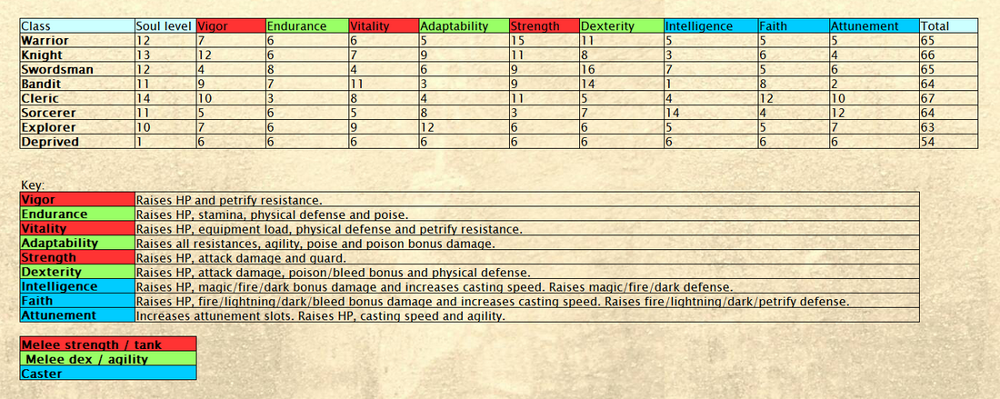 Class Soul level Vigor Endurance Vitality Adaptability Strength Dexterity Intelligence Faith Attunement Total
Warrior 12 7 6 6 5 15 11 5 5 5 65
Knight 13 12 6 7 9 11 8 3 6 4 66
Swordsman 12 4 8 4 6 9 16 7 5 6 65
Bandit 11 9 7 11 3 9 14 1 8 2 64
Cleric 14 10 3 8 4 11 5 4 12 10 67
Sorcerer 11 5 6 5 8 3 7 14 4 12 64
Explorer 10 7 6 9 12 6 6 5 5 7 63
Deprived 1 6 6 6 6 6 6 6 6 6 54
Key:
Vigor Raises HP and petrify resistance.
Endurance Raises HP, stamina, physical defense and poise.
Vitality Raises HP, equipment load, physical defense and petrify resistance.
Adaptability Raises all resistances, agility, poise and poison bonus damage.
Strength Raises HP, attack damage and guard.
Dexterity Raises HP, attack damage, poison/bleed bonus and physical defense.
Intelligence Raises HP, magic/fire/dark bonus damage and increases casting speed. Raises magic/fire/dark defense.
Faith Raises HP, fire/lightning/dark/bleed bonus damage and increases casting speed. Raises fire/lightning/dark/petrify defense.
Attunement Increases attunement slots. Raises HP, casting speed and agility.
Melee strength / tank
Melee dex / agility
Caster